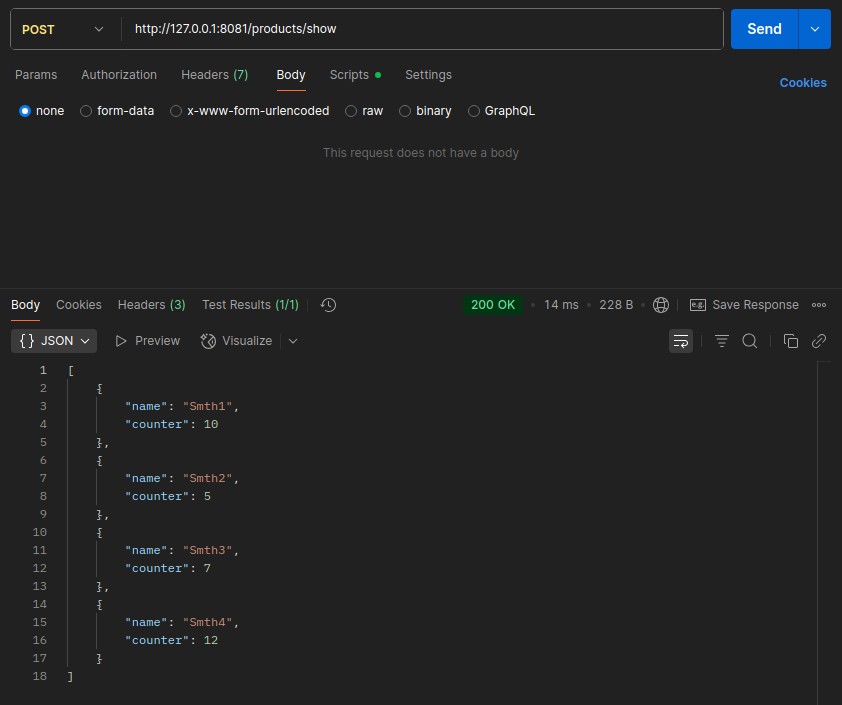 POST http://127.0.0.1:8081/products/show Send
Params Authorization Headers (7) Body Scripts Settings Cookies
none form-data x-www-form-urlencoded raw binary GraphQL
This request does not have a body
Body Cookies Headers (3) Test Results (1/1) 200 OK 14 ms 228 B e.g. Save Response
{} JSON Preview Visualize
1 [
2 {
3 "name": "Smth1",
4 "counter": 10
5 },
6 {
7 "name": "Smth2",
8 "counter": 5
9 },
10 {
11 "name": "Smth3",
12 "counter": 7
13 },
14 {
15 "name": "Smth4",
16 "counter": 12
17 }
18 ]